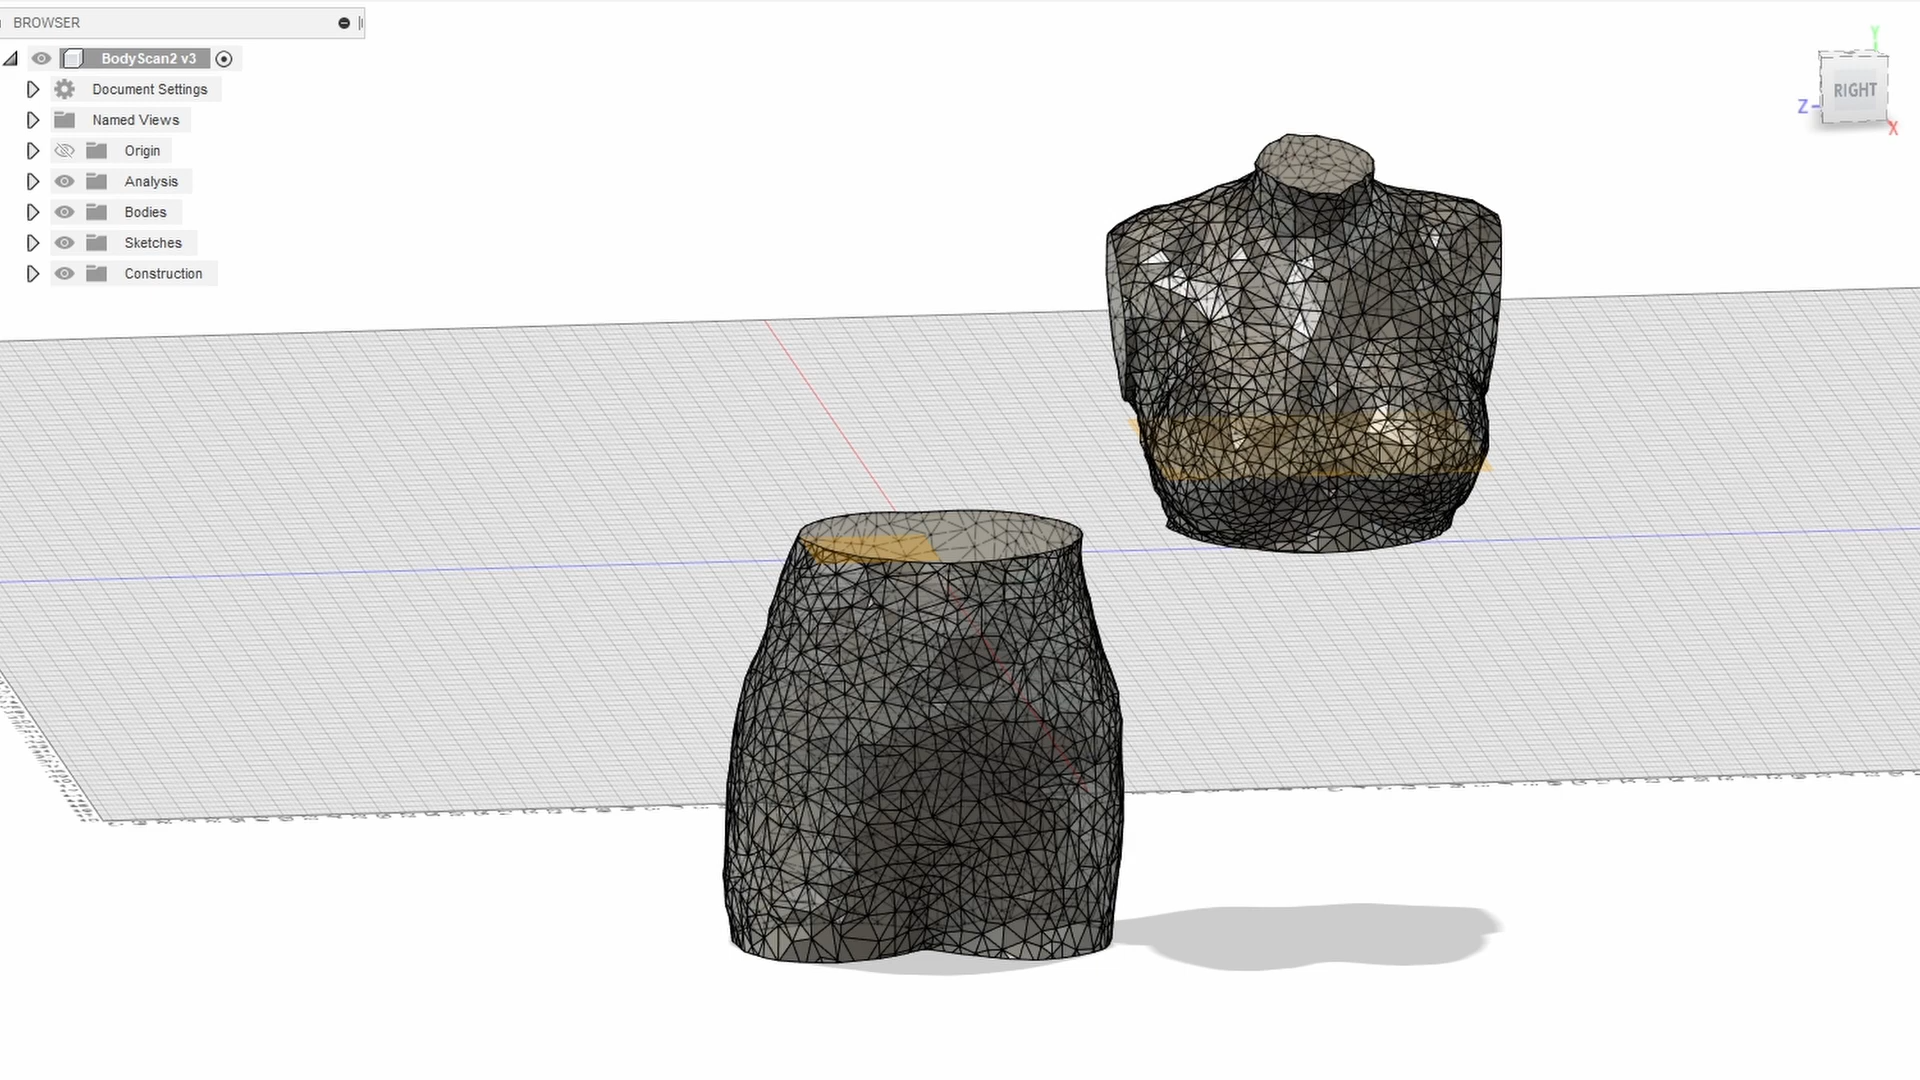 BROWSER
BodyScan2 v3
Document Settings
Named Views
Origin
Analysis
Bodies
Sketches
Construction
Y
RIGHT
Z
X